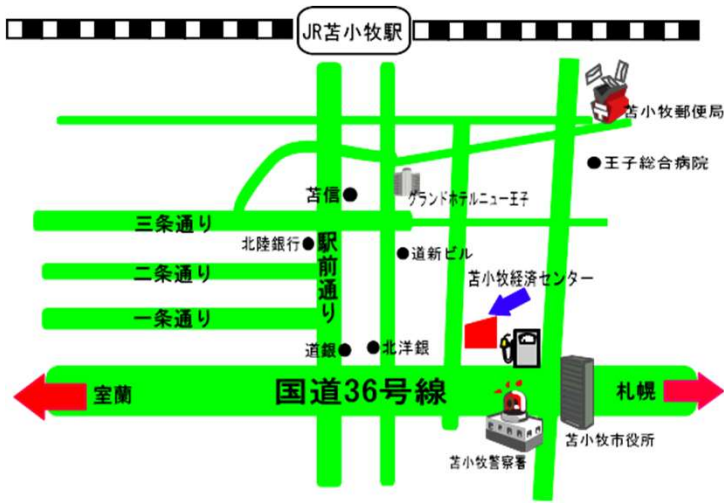 JR苫小牧駅
苫小牧郵便局
王子総合病院
苫信
グランドホテルニュー王子
三条通り
北陸銀行
駅前通り
道新ビル
二条通り
苫小牧経済センター
一条通り
道銀
北洋銀
室蘭
国道36号線
札幌
苫小牧市役所
苫小牧警察署